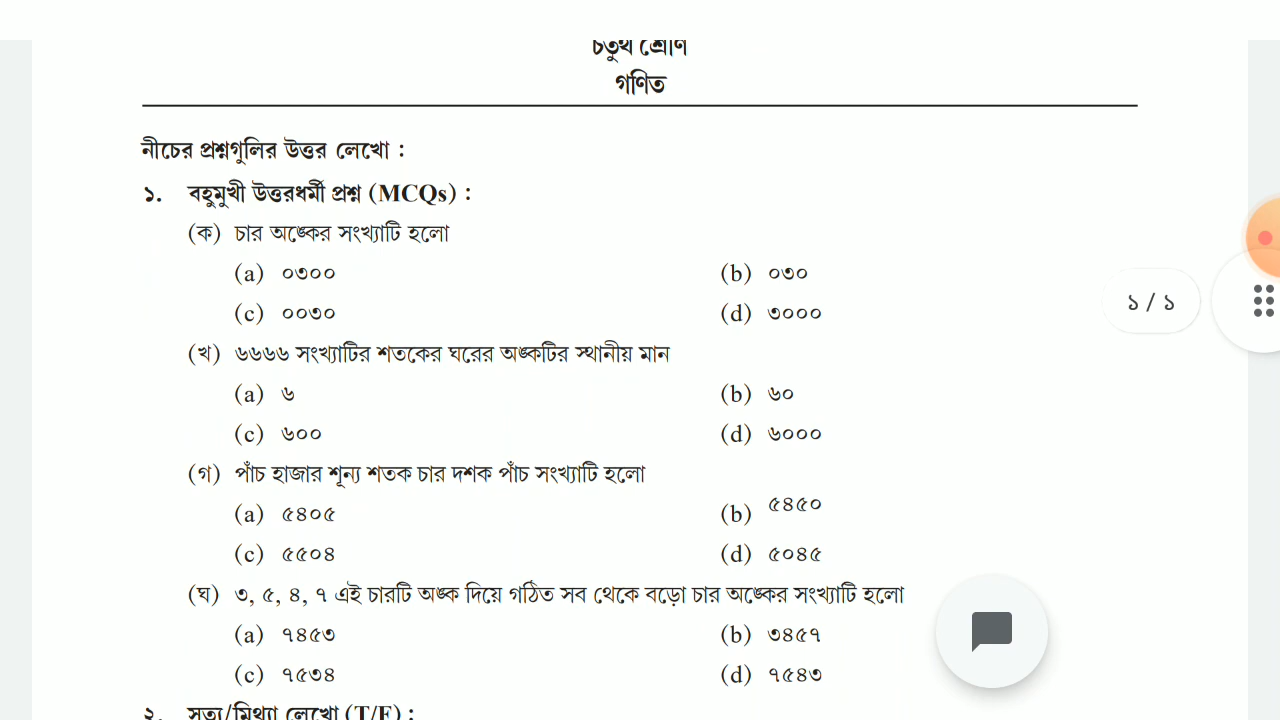 চতুর্থ শ্রেণি
গণিত
নীচের প্রশ্নগুলির উত্তর লেখো :
১. বহুমুখী উত্তরধর্মী প্রশ্ন (MCQs) :
(ক) চার অঙ্কের সংখ্যাটি হলো
(a) ০৩০০ (b) ০৩০
(c) ০০৩০ (d) ৩০০০
১ / ১
(খ) ৬৬৬৬ সংখ্যাটির শতকের ঘরের অঙ্কটির স্থানীয় মান
(a) ৬ (b) ৬০
(c) ৬০০ (d) ৬০০০
(গ) পাঁচ হাজার শূন্য শতক চার দশক পাঁচ সংখ্যাটি হলো
(a) ৫৪০৫ (b) ৫৪৫০
(c) ৫৫০৪ (d) ৫০৪৫
(ঘ) ৩, ৫, ৪, ৭ এই চারটি অঙ্ক দিয়ে গঠিত সব থেকে বড়ো চার অঙ্কের সংখ্যাটি হলো
(a) ৭৪৫৩ (b) ৩৪৫৭
(c) ৭৫৩৪ (d) ৭৫৪৩
২. সত্য/মিথ্যা লেখো (T/F) :